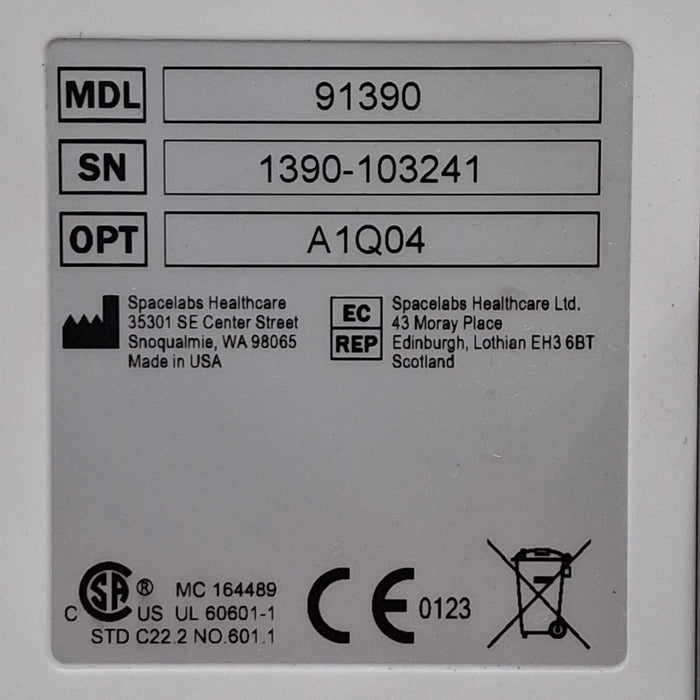 MDL 91390
SN 1390-103241
OPT A1Q04
Spacelabs Healthcare
35301 SE Center Street
Snoqualmie, WA 98065
Made in USA
EC REP
Spacelabs Healthcare Ltd.
43 Moray Place
Edinburgh, Lothian EH3 6BT
Scotland
SA ® MC 164489
C US UL 60601-1
STD C22.2 NO.601.1
CE 0123